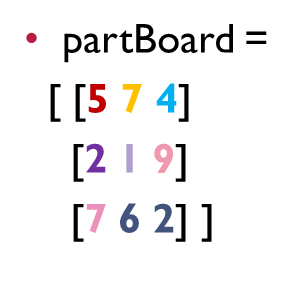 • partBoard =
[ [5 7 4]
[2 1 9]
[7 6 2] ]